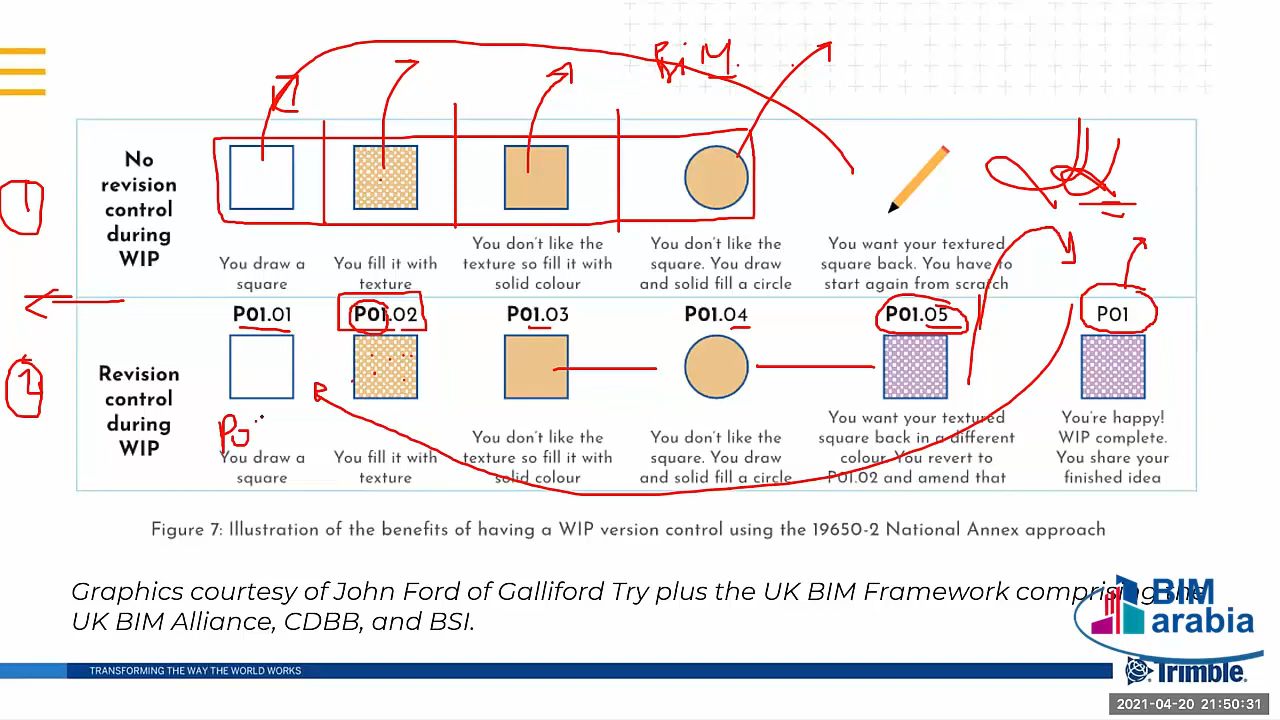 BiM
1
No
revision
control
during
WIP
You draw a
square
You fill it with
texture
You don't like the
texture so fill it with
solid colour
You don't like the
square. You draw
and solid fill a circle
You want your textured
square back. You have to
start again from scratch
2
Revision
control
during
WIP
P01.01
P01.02
P01.03
P01.04
P01.05
P01
You draw a
square
You fill it with
texture
You don't like the
texture so fill it with
solid colour
You don't like the
square. You draw
and solid fill a circle
You want your textured
square back in a different
colour. You revert to
P01.02 and amend that
You're happy!
WIP complete.
You share your
finished idea
Figure 7: Illustration of the benefits of having a WIP version control using the 19650-2 National Annex approach
Graphics courtesy of John Ford of Galliford Try plus the UK BIM Framework comprising the
UK BIM Alliance, CDBB, and BSI.
BIM
arabia
TRANSFORMING THE WAY THE WORLD WORKS
Trimble.
2021-04-20 21:50:31